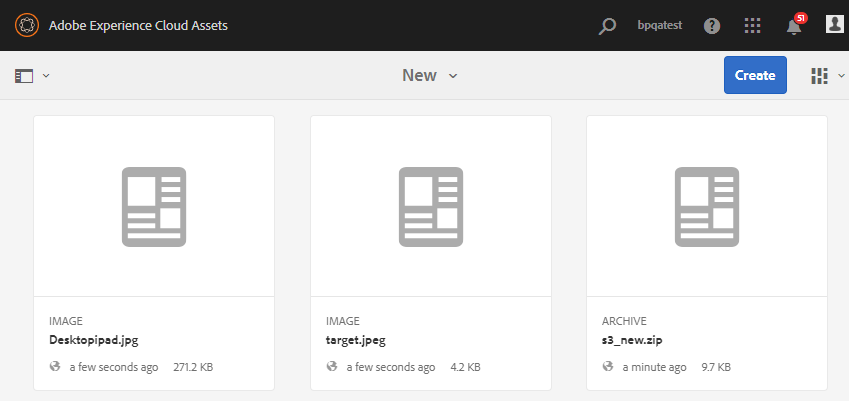 Adobe Experience Cloud Assets
bpqatest
51
New
Create
IMAGE
Desktopipad.jpg
a few seconds ago 271.2 KB
IMAGE
target.jpeg
a few seconds ago 4.2 KB
ARCHIVE
s3_new.zip
a minute ago 9.7 KB